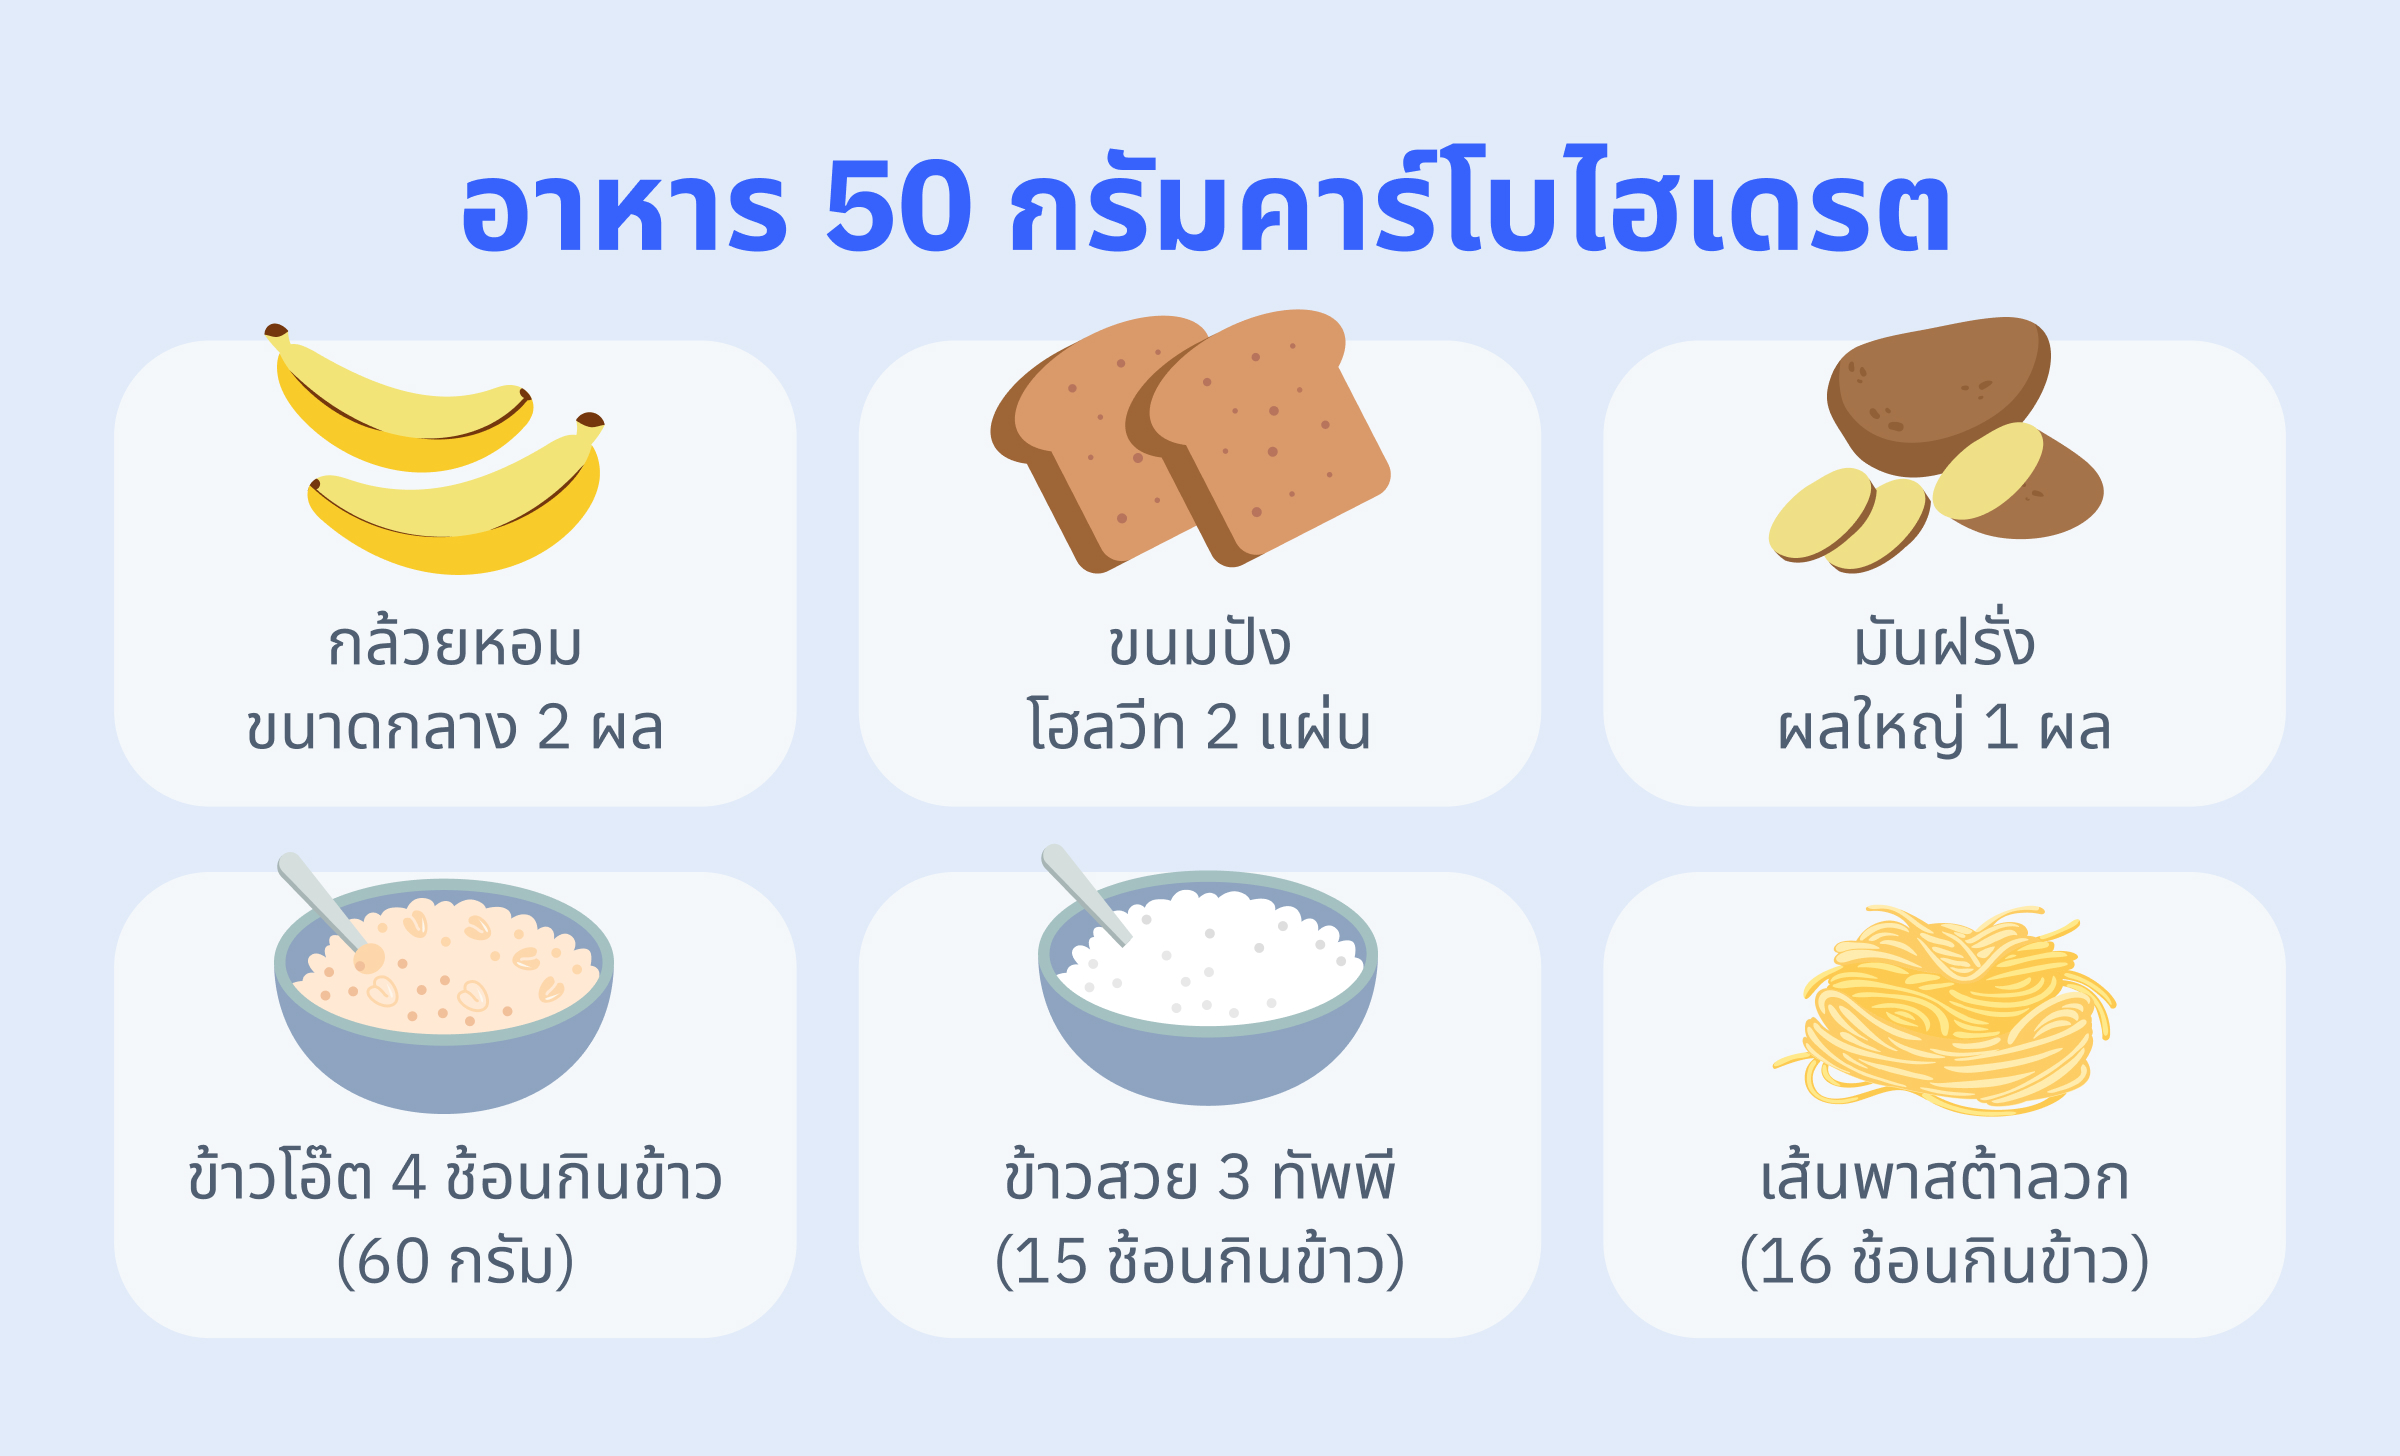 อาหาร 50 กรัมคาร์โบไฮเดรต
กล้วยหอม
ขนาดกลาง 2 ผล
ขนมปัง
โฮลวีท 2 แผ่น
มันฝรั่ง
ผลใหญ่ 1 ผล
ข้าวโอ๊ต 4 ช้อนกินข้าว
(60 กรัม)
ข้าวสวย 3 ทัพพี
(15 ช้อนกินข้าว)
เส้นพาสต้าลวก
(16 ช้อนกินข้าว)